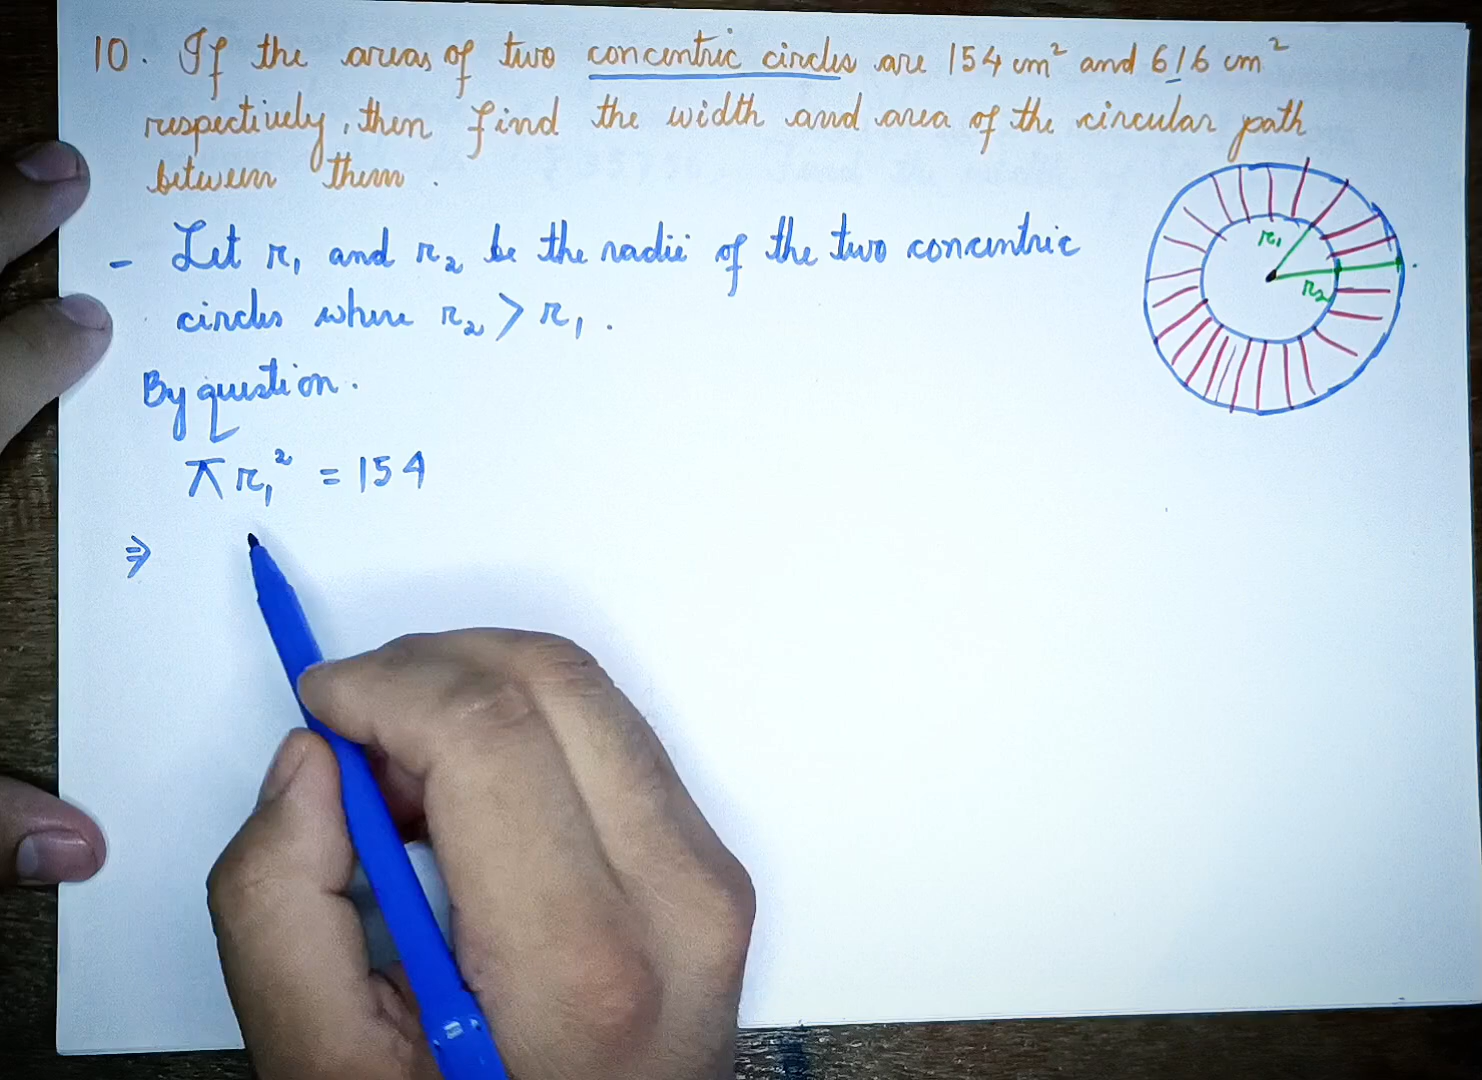 10. If the areas of two concentric circles are 154 cm² and 616 cm²
respectively, then find the width and area of the circular path
between them.
- Let r₁ and r₂ be the radii of the two concentric
circles where r₂ > r₁.
By question.
πr₁² = 154
⇒
r₁
r₂